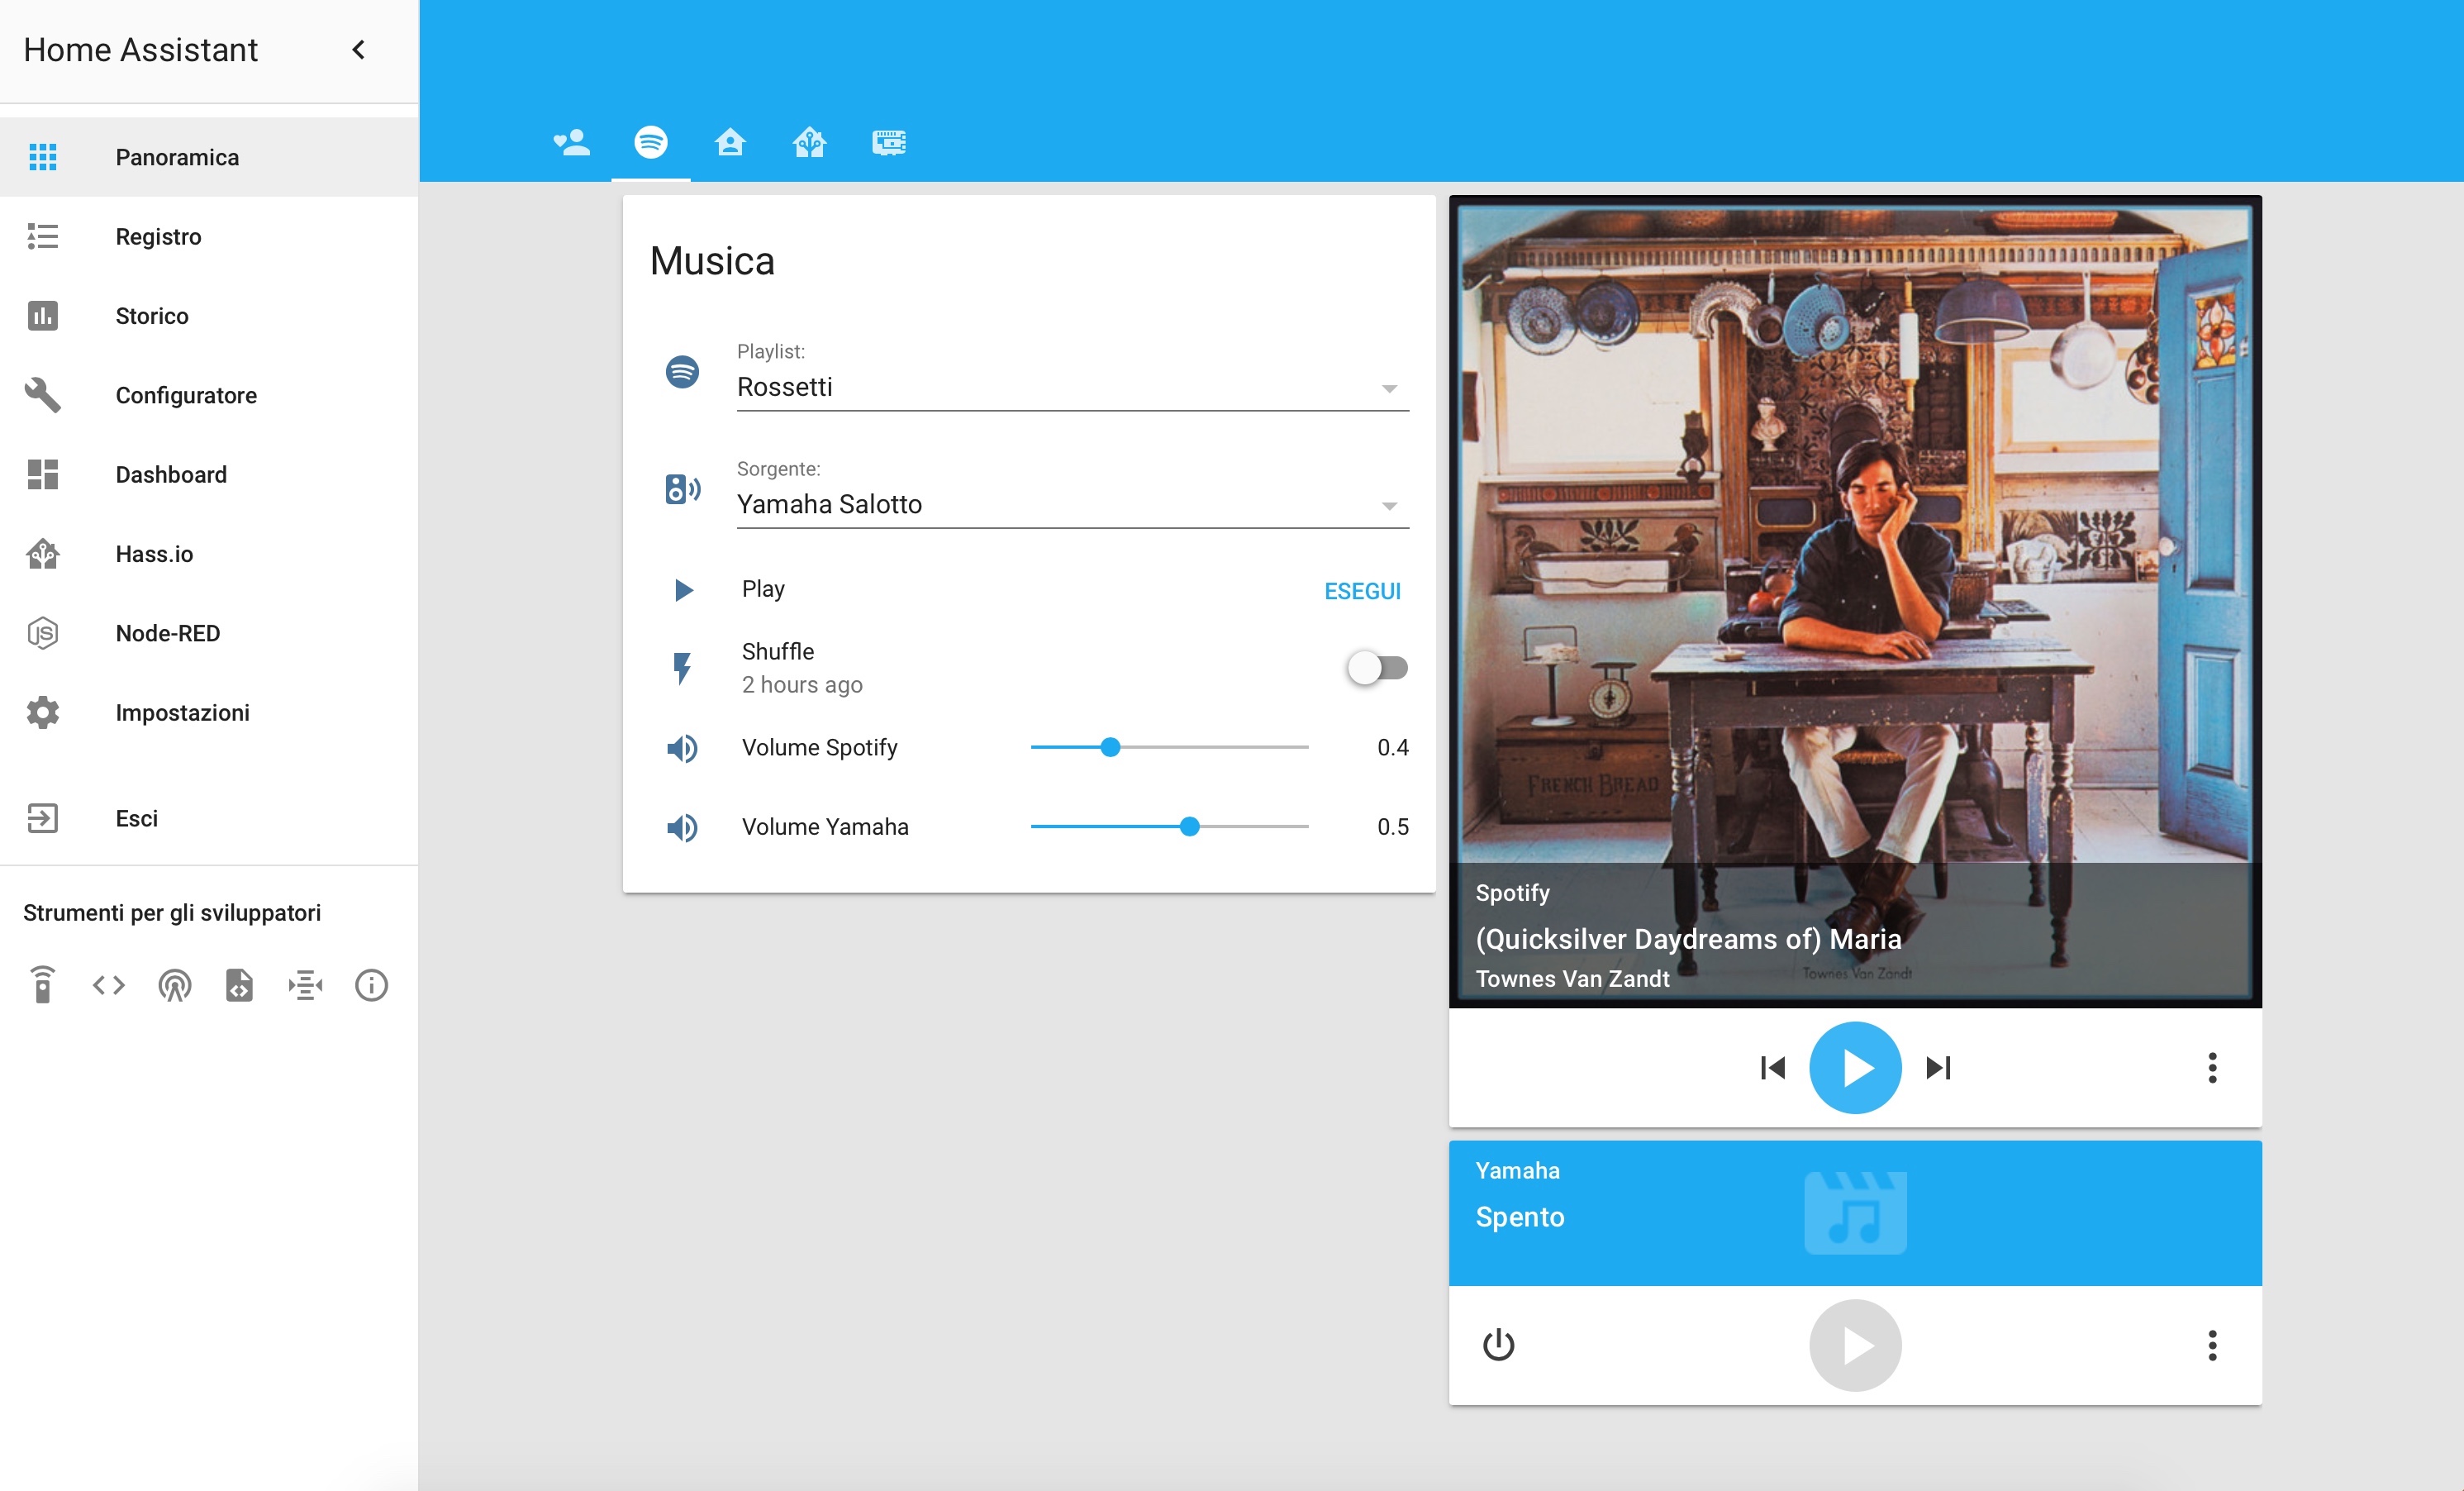 Home Assistant
Panoramica
Registro
Storico
Configuratore
Dashboard
Hass.io
Node-RED
Impostazioni
Esci
Strumenti per gli sviluppatori
Musica
Playlist:
Rossetti
Sorgente:
Yamaha Salotto
Play
ESEGUI
Shuffle
2 hours ago
Volume Spotify
0.4
Volume Yamaha
0.5
FRENCH BREAD
Spotify
(Quicksilver Daydreams of) Maria
Townes Van Zandt
Townes Van Zandt
Yamaha
Spento